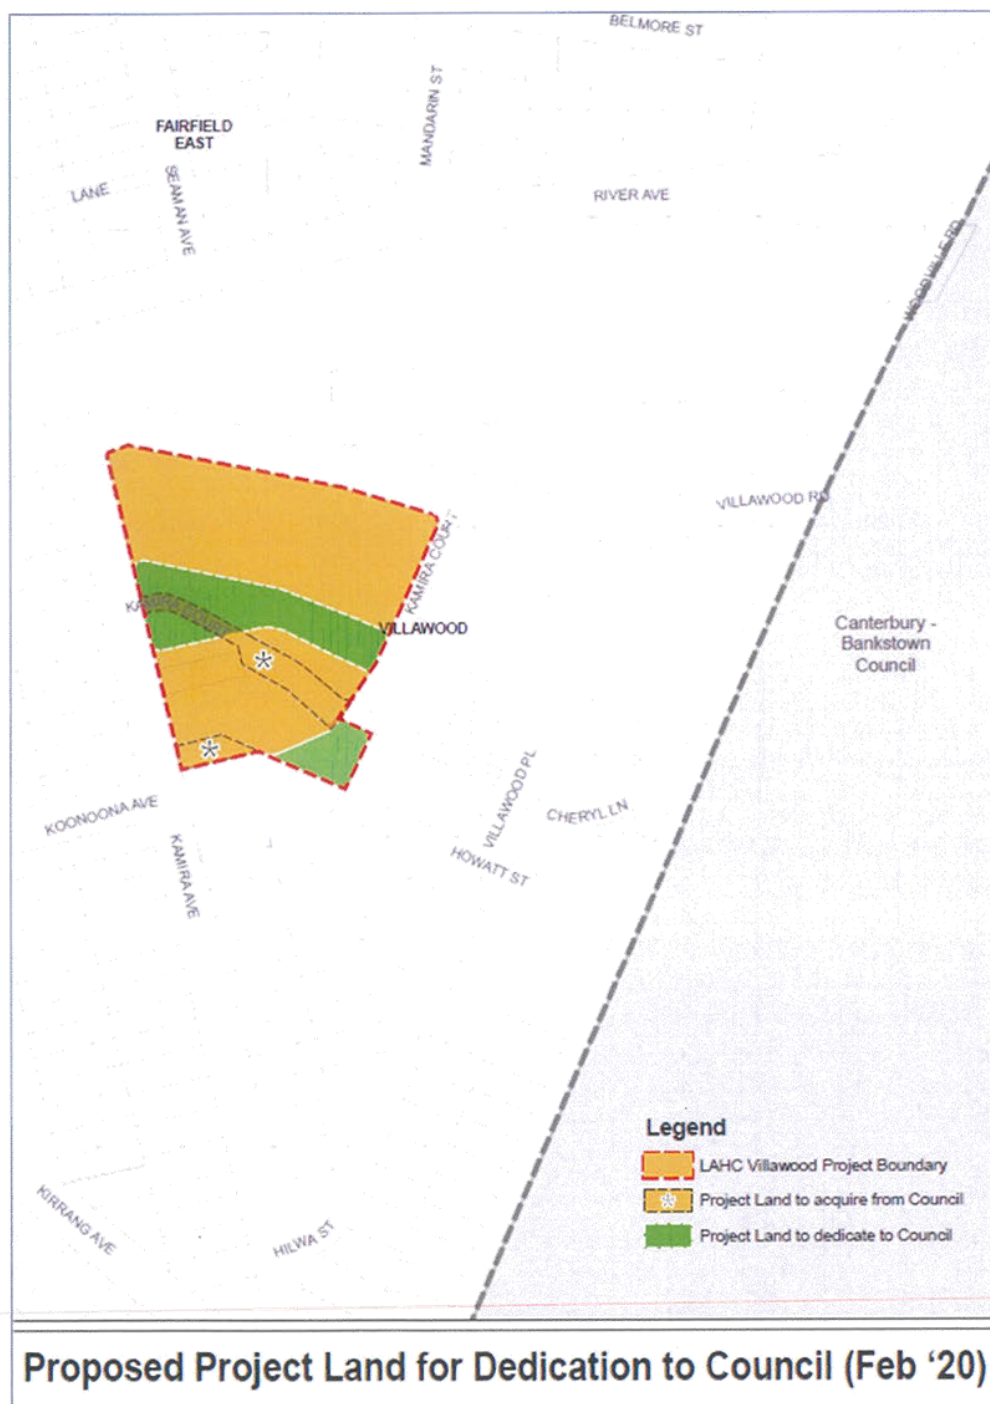 BELMORE ST
MANDARIN ST
FAIRFIELD
EAST
LANE
SEAMAN AVE
RIVER AVE
WOODVILLE RD
VILLAWOOD RD
KAMIRA COURT
KAMIRA COURT
VILLAWOOD
Canterbury -
Bankstown
Council
VILLAWOOD PL
CHERYL LN
KOONOONA AVE
KAMIRA AVE
HOWATT ST
KIRRANG AVE
HILWA ST
Legend
LAHC Villawood Project Boundary
Project Land to acquire from Council
Project Land to dedicate to Council
Proposed Project Land for Dedication to Council (Feb ‘20)